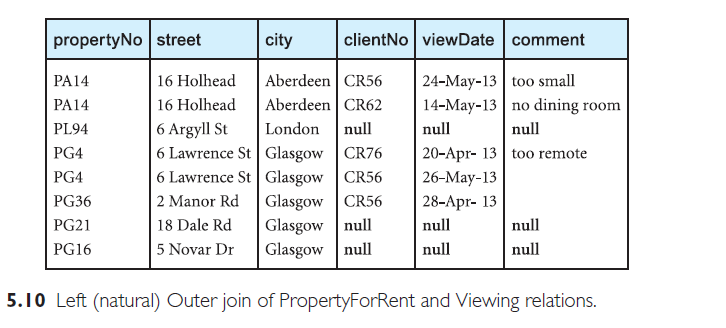 propertyNo street city clientNo viewDate comment
PA14 16 Holhead Aberdeen CR56 24-May-13 too small
PA14 16 Holhead Aberdeen CR62 14-May-13 no dining room
PL94 6 Argyll St London null null null
PG4 6 Lawrence St Glasgow CR76 20-Apr- 13 too remote
PG4 6 Lawrence St Glasgow CR56 26-May-13
PG36 2 Manor Rd Glasgow CR56 28-Apr- 13
PG21 18 Dale Rd Glasgow null null null
PG16 5 Novar Dr Glasgow null null null
5.10 Left (natural) Outer join of PropertyForRent and Viewing relations.